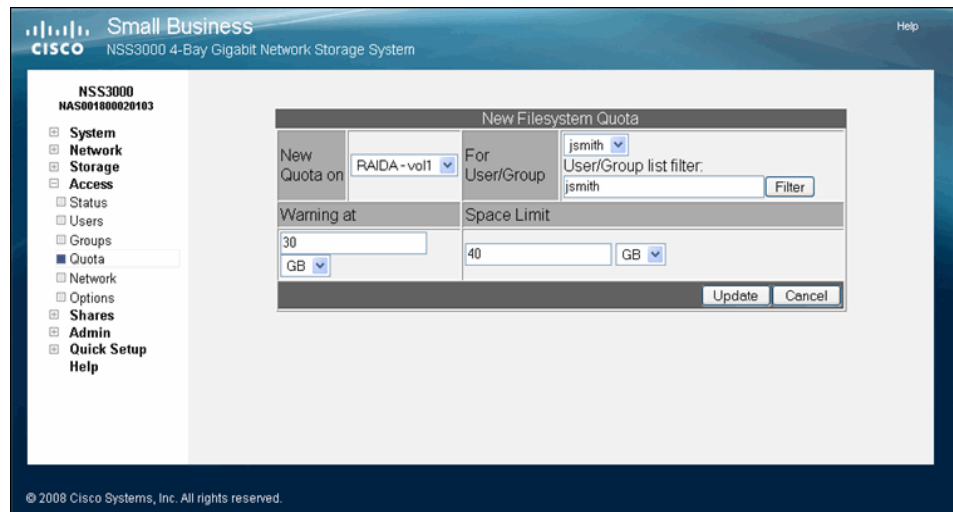 Small Business
CISCO NSS3000 4-Bay Gigabit Network Storage System
Help
NSS3000
NAS001800020103
System
Network
Storage
Access
Status
Users
Groups
Quota
Network
Options
Shares
Admin
Quick Setup
Help
New Filesystem Quota
New Quota on
RAIDA-vol1
For User/Group
jsmith
User/Group list filter:
jsmith
Filter
Warning at
Space Limit
30
GB
40
GB
Update
Cancel
© 2008 Cisco Systems, Inc. All rights reserved.